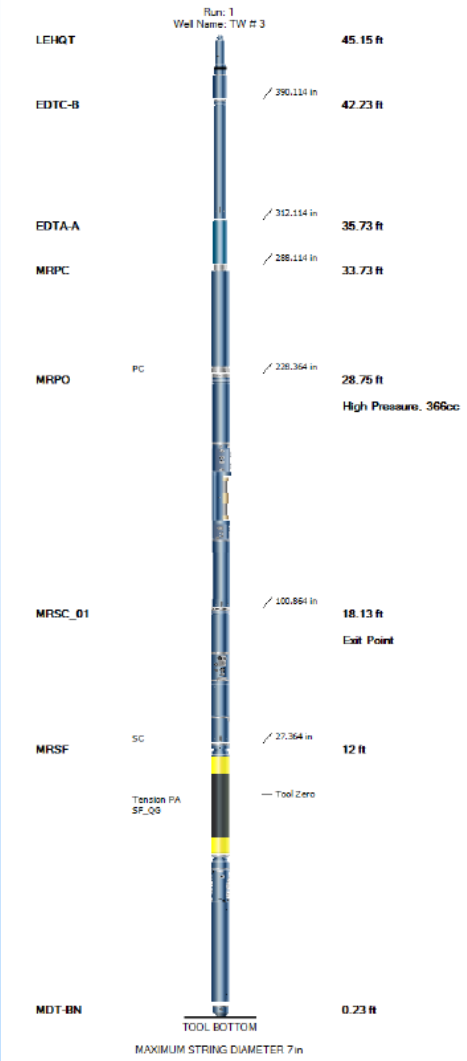 Run: 1
Well Name: TW # 3
LEHQT 45.15 ft
390.114 in
EDTC-B 42.23 ft
312.114 in
EDTA-A 35.73 ft
288.114 in
MRPC 33.73 ft
PC 228.364 in
MRPO 28.75 ft
High Pressure, 366cc
100.864 in
MRSC_01 18.13 ft
Exit Point
SC 27.364 in
MRSF 12 ft
Tension PA — Tool Zero
SF_QG
MDT-BN 0.23 ft
TOOL BOTTOM
MAXIMUM STRING DIAMETER 7 in